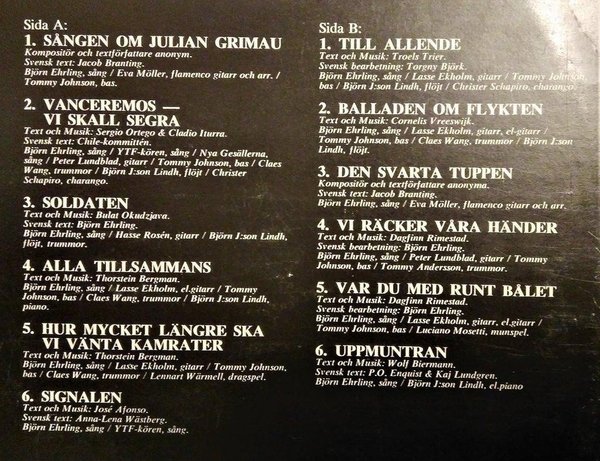 Sida A:
1. SÅNGEN OM JULIAN GRIMAU
Kompositör och textförfattare anonym.
Svensk text: Jacob Branting.
Björn Ehrling, sång / Eva Möller, flamenco gitarr och arr. /
Tommy Johnson, bas.
2. VANCEREMOS —
VI SKALL SEGRA
Text och Musik: Sergio Ortego & Cladio Iturra.
Svensk text: Chile-kommittén.
Björn Ehrling, sång / YTF-kören, sång / Nya Gesällerna,
sång / Peter Lundblad, gitarr / Tommy Johnson, bas / Claes
Wang, trummor / Björn J:son Lindh, flöjt / Christer
Schapiro, charango.
3. SOLDATEN
Text och Musik: Bulat Okudzjava.
Svensk text: Björn Ehrling.
Björn Ehrling, sång / Hasse Rosén, gitarr / Björn J:son Lindh,
flöjt, trummor.
4. ALLA TILLSAMMANS
Text och Musik: Thorstein Bergman.
Björn Ehrling, sång / Lasse Ekholm, el.gitarr / Tommy
Johnson, bas / Claes Wang, trummor / Björn J:son Lindh,
piano.
5. HUR MYCKET LÄNGRE SKA
VI VÄNTA KAMRATER
Text och Musik: Thorstein Bergman.
Björn Ehrling, sång / Lasse Ekholm, gitarr / Tommy Johnson,
bas / Claes Wang, trummor / Lennart Wärmell, dragspel.
6. SIGNALEN
Text och Musik: José Afonso.
Svensk text: Anna-Lena Wästberg.
Björn Ehrling, sång / YTF-kören, sång.
Sida B:
1. TILL ALLENDE
Text och Musik: Troels Trier.
Svensk bearbetning: Torgny Björk.
Björn Ehrling, sång / Lasse Ekholm, gitarr / Tommy Johnson,
bas / Björn J:son Lindh, flöjt / Christer Schapiro, charango.
2. BALLADEN OM FLYKTEN
Text och Musik: Cornelis Vreeswijk.
Björn Ehrling, sång / Lasse Ekholm, gitarr, el-gitarr /
Tommy Johnson, bas / Claes Wang, trummor / Björn J:son
Lindh, flöjt.
3. DEN SVARTA TUPPEN
Kompositör och textförfattare anonyma.
Svensk text: Jacob Branting.
Björn Ehrling, sång / Eva Möller, flamenco gitarr och arr.
4. VI RÄCKER VÅRA HÄNDER
Text och Musik: Dagfinn Rimestad.
Svensk bearbetning: Björn Ehrling.
Björn Ehrling, sång / Peter Lundblad, gitarr / Tommy Johnson,
bas / Tommy Andersson, trummor.
5. VAR DU MED RUNT BÅLET
Text och Musik: Dagfinn Rimestad.
Svensk bearbetning: Björn Ehrling.
Björn Ehrling, sång / Lasse Ekholm, gitarr, el.gitarr /
Tommy Johnson, bas / Luciano Mosetti, munspel.
6. UPPMUNTRAN
Text och Musik: Wolf Biermann.
Svensk text: P.O. Enquist & Kaj Lundgren.
Björn Ehrling, sång / Björn J:son Lindh, el.piano